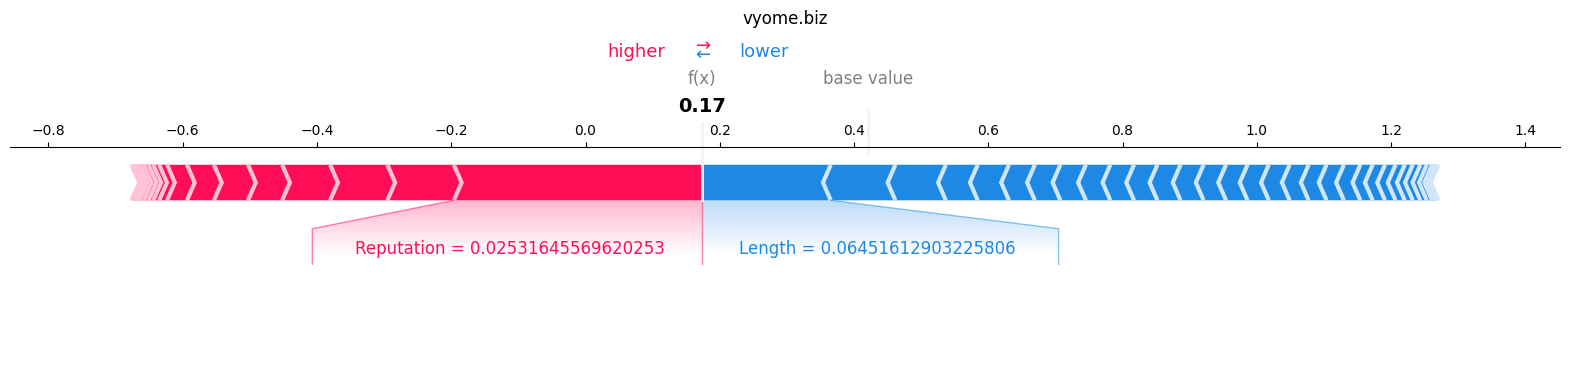 vyome.biz
higher → ← lower
f(x) base value
0.17
−0.8 −0.6 −0.4 −0.2 0.0 0.2 0.4 0.6 0.8 1.0 1.2 1.4
Reputation = 0.02531645569620253 Length = 0.06451612903225806